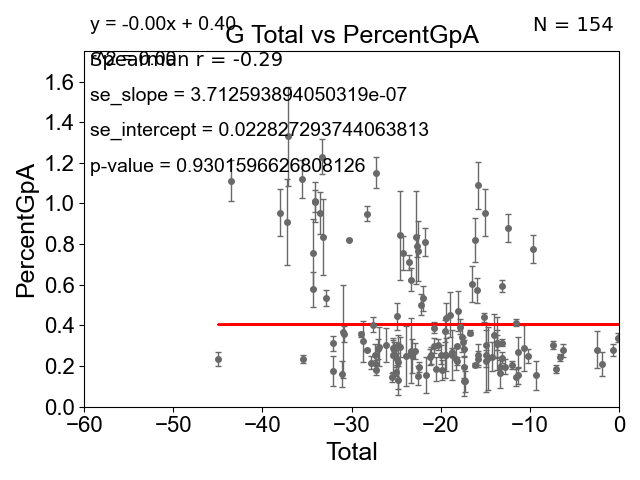 y = -0.00x + 0.40
N = 154
G Total vs PercentGpA
Spearman r = -0.29
se_slope = 3.712593894050319e-07
se_intercept = 0.022827293744063813
p-value = 0.9301596626808126
PercentGpA
1.6
1.4
1.2
1.0
0.8
0.6
0.4
0.2
0.0
−60 −50 −40 −30 −20 −10 0
Total